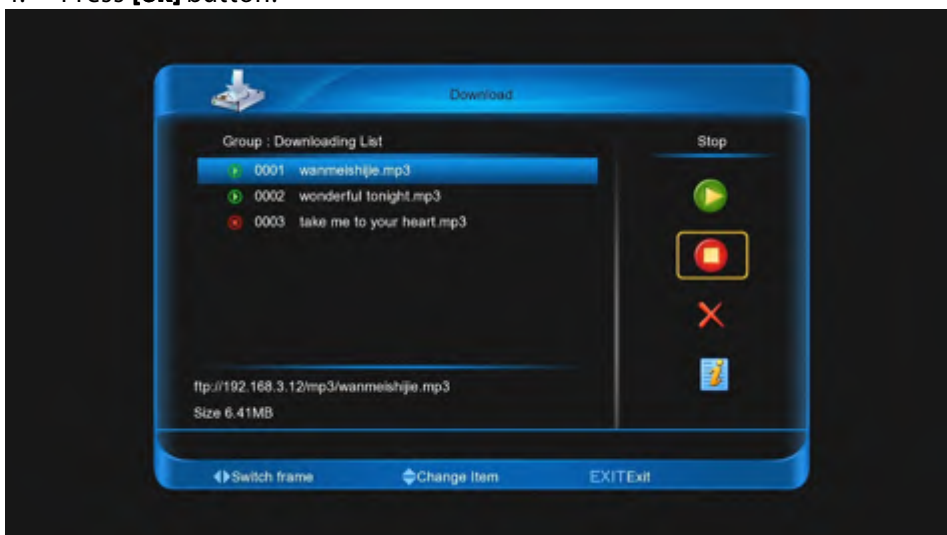 4. Press [Ok] button.
Download
Group : Downloading List
Stop
0001 wanmeishijie.mp3
0002 wonderful tonight.mp3
0003 take me to your heart.mp3
ftp://192.168.3.12/mp3/wanmeishijie.mp3
Size 6.41MB
Switch frame
Change Item
EXITExit